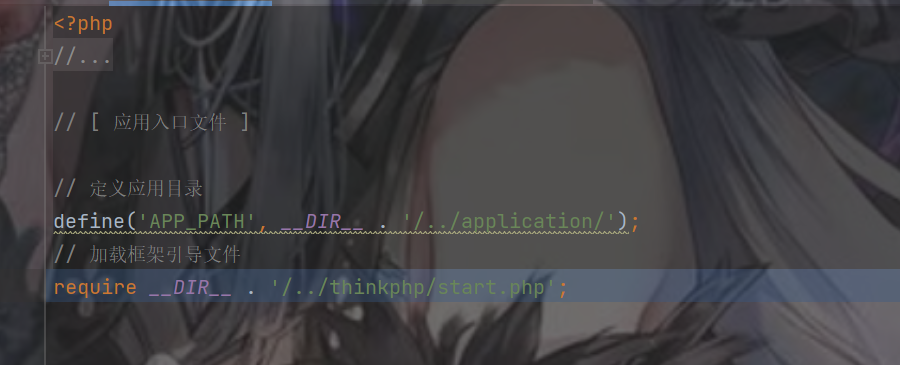 <?php
//...
// [ 应用入口文件 ]
// 定义应用目录
define('APP_PATH', __DIR__ . '/../application/');
// 加载框架引导文件
require __DIR__ . '/../thinkphp/start.php';